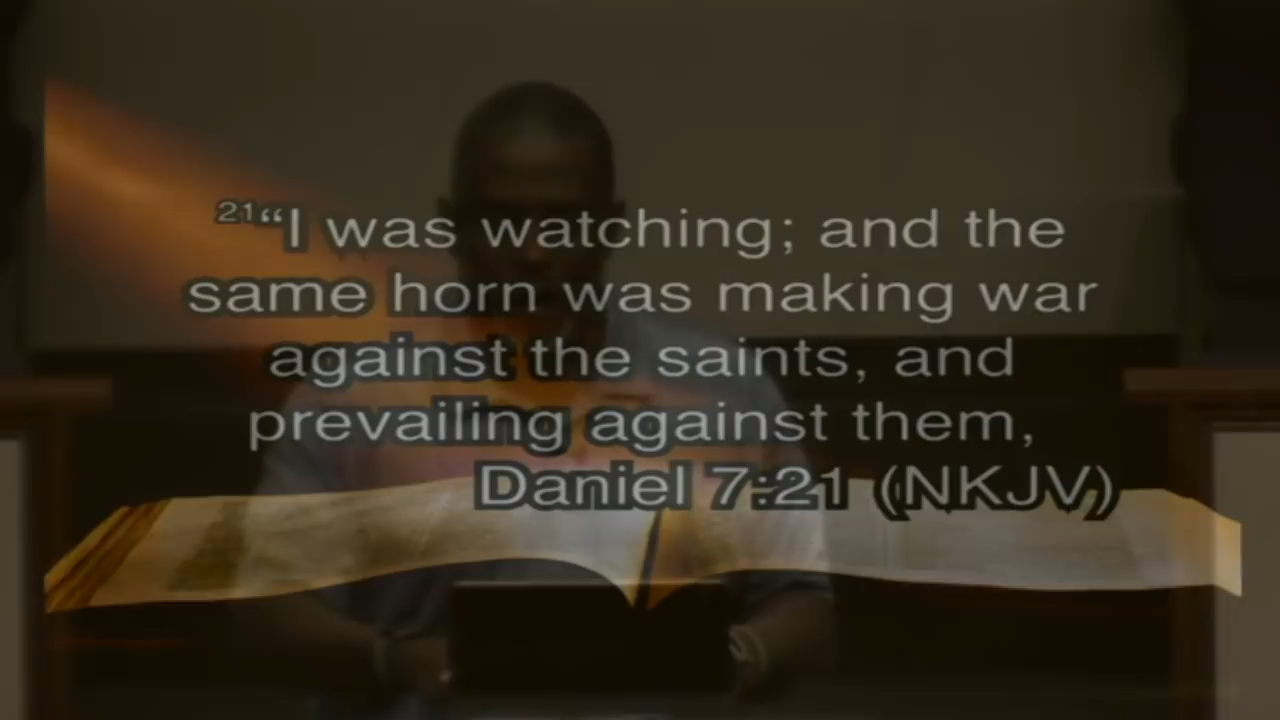 21“I was watching; and the
same horn was making war
against the saints, and
prevailing against them,
Daniel 7:21 (NKJV)